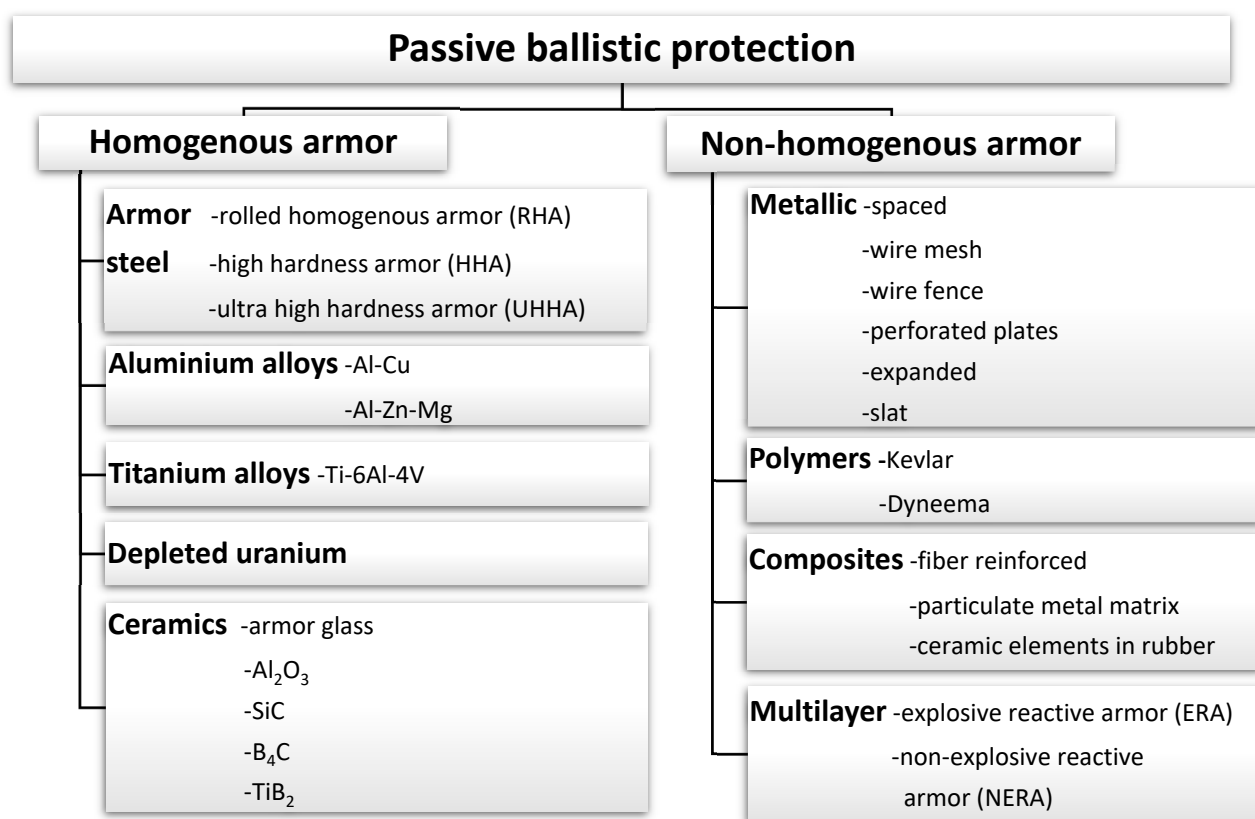 Passive ballistic protection
Homogenous armor
Armor -rolled homogenous armor (RHA)
steel -high hardness armor (HHA)
-ultra high hardness armor (UHHA)
Aluminium alloys -Al-Cu
-Al-Zn-Mg
Titanium alloys -Ti-6Al-4V
Depleted uranium
Ceramics -armor glass
-Al₂O₃
-SiC
-B₄C
-TiB₂
Non-homogenous armor
Metallic -spaced
-wire mesh
-wire fence
-perforated plates
-expanded
-slat
Polymers -Kevlar
-Dyneema
Composites -fiber reinforced
-particulate metal matrix
-ceramic elements in rubber
Multilayer -explosive reactive armor (ERA)
-non-explosive reactive
armor (NERA)